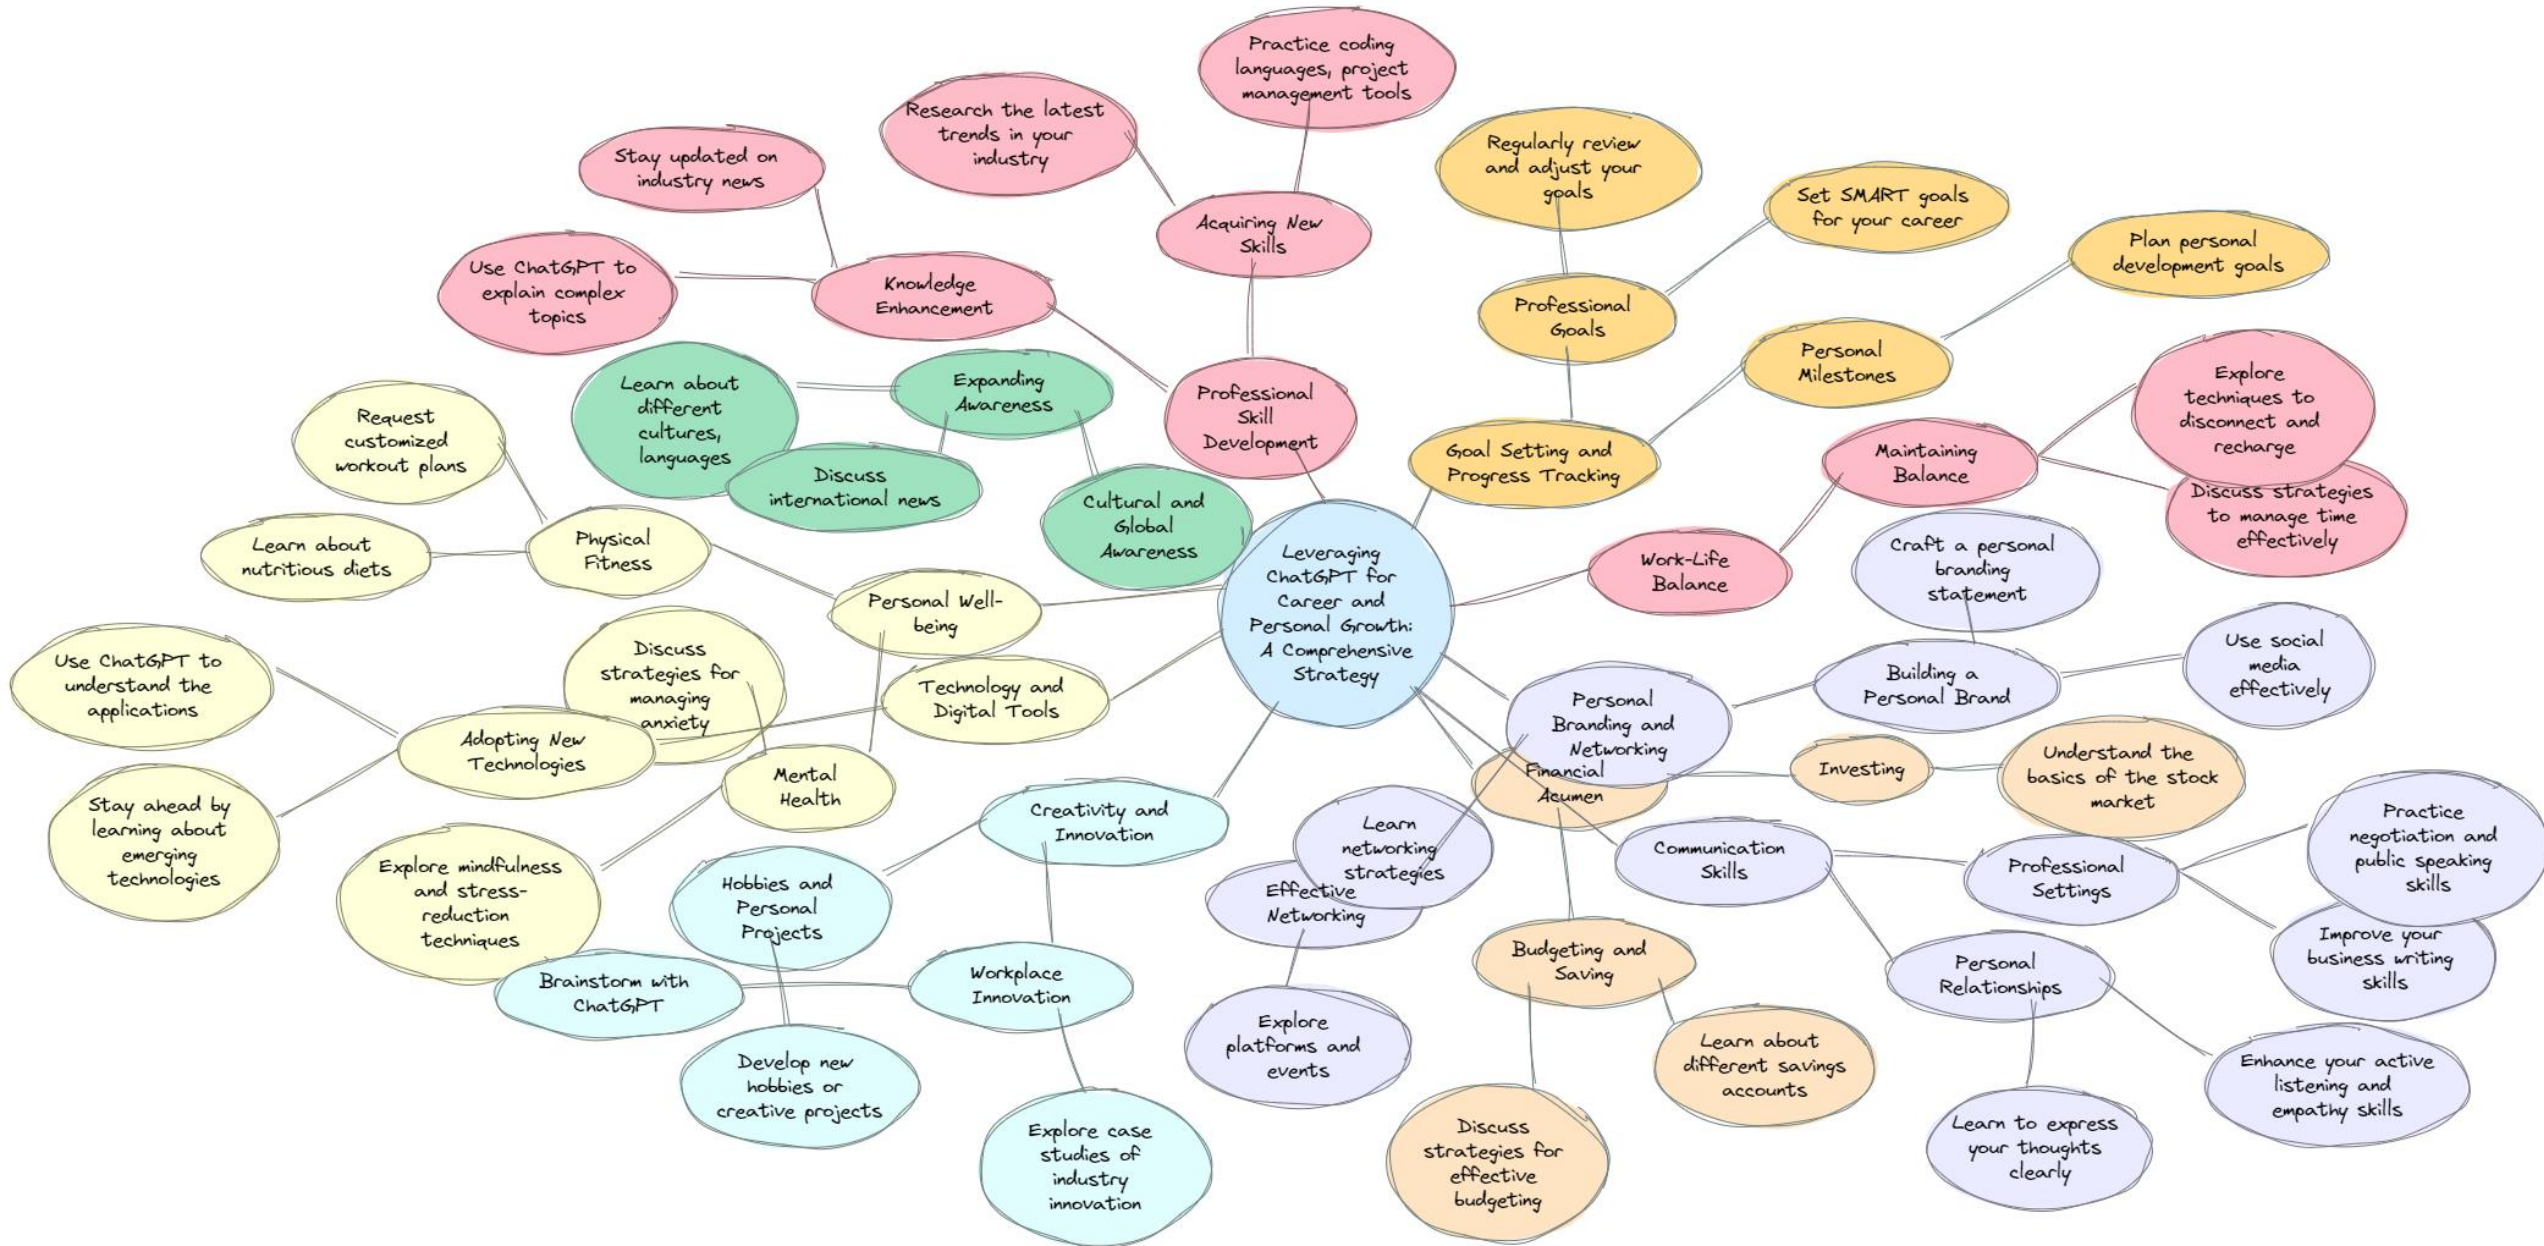 Practice coding
languages, project
management tools
Research the latest
trends in your
industry
Stay updated on
industry news
Acquiring New
Skills
Use ChatGPT to
explain complex
topics
Knowledge
Enhancement
Professional
Skill
Development
Regularly review
and adjust your
goals
Set SMART goals
for your career
Plan personal
development goals
Professional
Goals
Personal
Milestones
Goal Setting and
Progress Tracking
Explore
techniques to
disconnect and
recharge
Maintaining
Balance
Discuss strategies
to manage time
effectively
Work-Life
Balance
Learn about
different
cultures,
languages
Expanding
Awareness
Discuss
international news
Cultural and
Global
Awareness
Request
customized
workout plans
Learn about
nutritious diets
Physical
Fitness
Personal Well-
being
Leveraging
ChatGPT for
Career and
Personal Growth:
A Comprehensive
Strategy
Use ChatGPT to
understand the
applications
Discuss
strategies for
managing
anxiety
Technology and
Digital Tools
Adopting New
Technologies
Mental
Health
Stay ahead by
learning about
emerging
technologies
Explore mindfulness
and stress-
reduction
techniques
Craft a personal
branding
statement
Use social
media
effectively
Building a
Personal Brand
Personal
Branding and
Networking
Financial
Acumen
Investing
Understand the
basics of the stock
market
Creativity and
Innovation
Hobbies and
Personal
Projects
Workplace
Innovation
Brainstorm with
ChatGPT
Develop new
hobbies or
creative projects
Explore case
studies of
industry
innovation
Learn
networking
strategies
Effective
Networking
Explore
platforms and
events
Communication
Skills
Professional
Settings
Practice
negotiation and
public speaking
skills
Improve your
business writing
skills
Budgeting and
Saving
Personal
Relationships
Learn about
different savings
accounts
Discuss
strategies for
effective
budgeting
Enhance your active
listening and
empathy skills
Learn to express
your thoughts
clearly